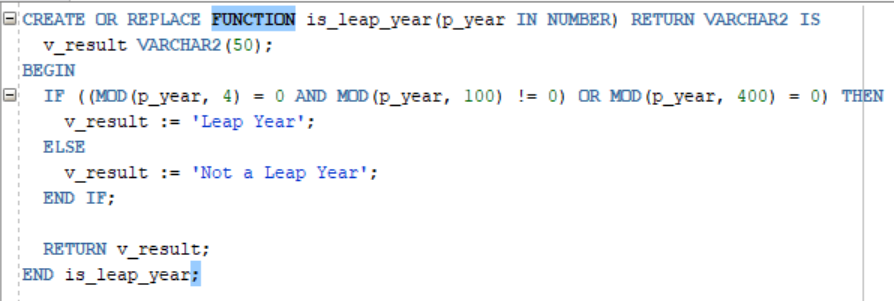 CREATE OR REPLACE FUNCTION is_leap_year(p_year IN NUMBER) RETURN VARCHAR2 IS
  v_result VARCHAR2(50);
BEGIN
  IF ((MOD(p_year, 4) = 0 AND MOD(p_year, 100) != 0) OR MOD(p_year, 400) = 0) THEN
    v_result := 'Leap Year';
  ELSE
    v_result := 'Not a Leap Year';
  END IF;

  RETURN v_result;
END is_leap_year;